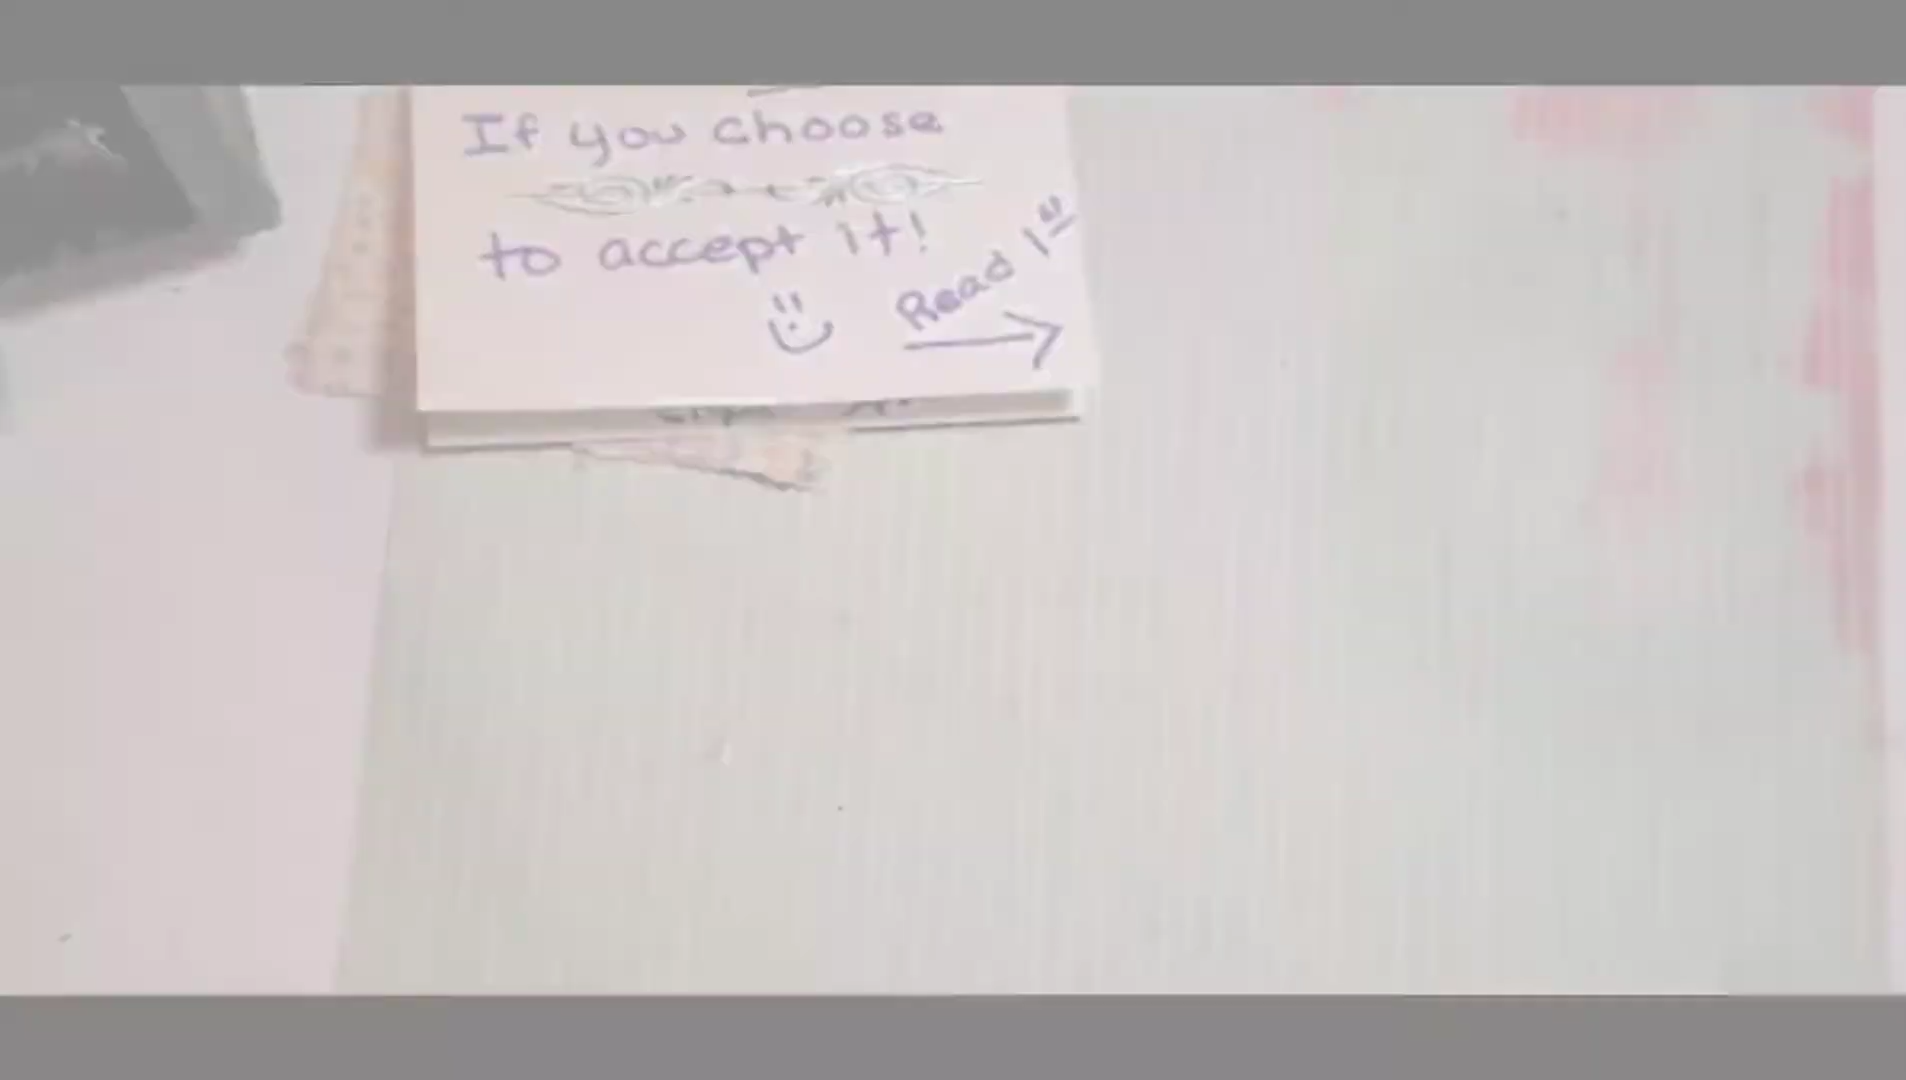 If you choose
to accept it!
Read 1st